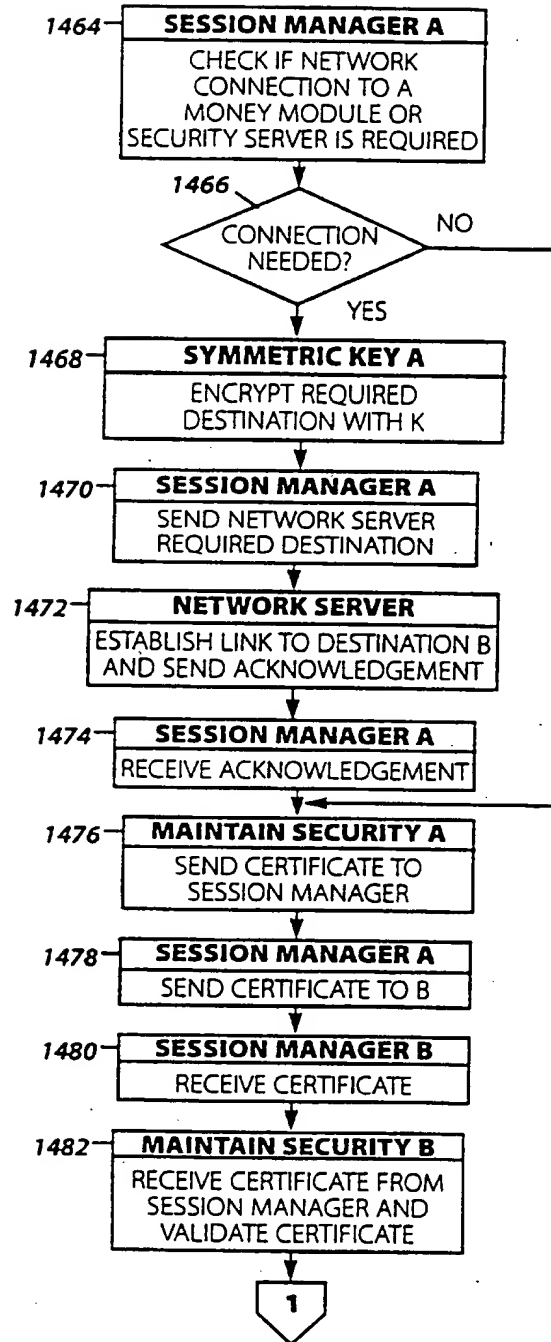 1464
SESSION MANAGER A
CHECK IF NETWORK
CONNECTION TO A
MONEY MODULE OR
SECURITY SERVER IS REQUIRED
1466
CONNECTION
NEEDED?
NO
YES
1468
SYMMETRIC KEY A
ENCRYPT REQUIRED
DESTINATION WITH K
1470
SESSION MANAGER A
SEND NETWORK SERVER
REQUIRED DESTINATION
1472
NETWORK SERVER
ESTABLISH LINK TO DESTINATION B
AND SEND ACKNOWLEDGEMENT
1474
SESSION MANAGER A
RECEIVE ACKNOWLEDGEMENT
1476
MAINTAIN SECURITY A
SEND CERTIFICATE TO
SESSION MANAGER
1478
SESSION MANAGER A
SEND CERTIFICATE TO B
1480
SESSION MANAGER B
RECEIVE CERTIFICATE
1482
MAINTAIN SECURITY B
RECEIVE CERTIFICATE FROM
SESSION MANAGER AND
VALIDATE CERTIFICATE
1